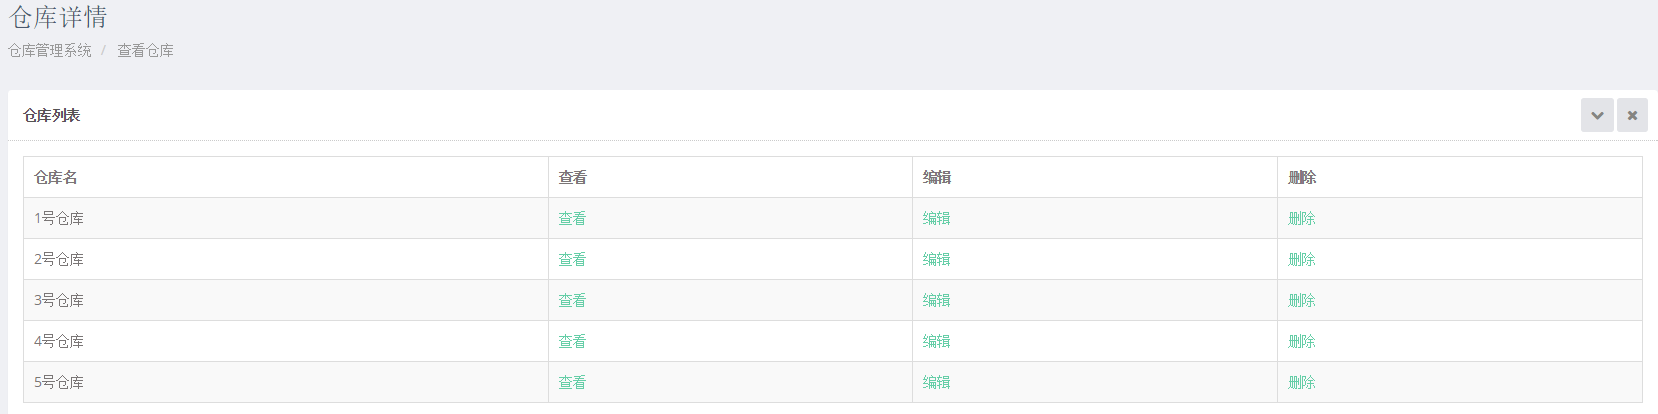 仓库详情
仓库管理系统 / 查看仓库
仓库列表
仓库名 查看 编辑 删除
1号仓库 查看 编辑 删除
2号仓库 查看 编辑 删除
3号仓库 查看 编辑 删除
4号仓库 查看 编辑 删除
5号仓库 查看 编辑 删除